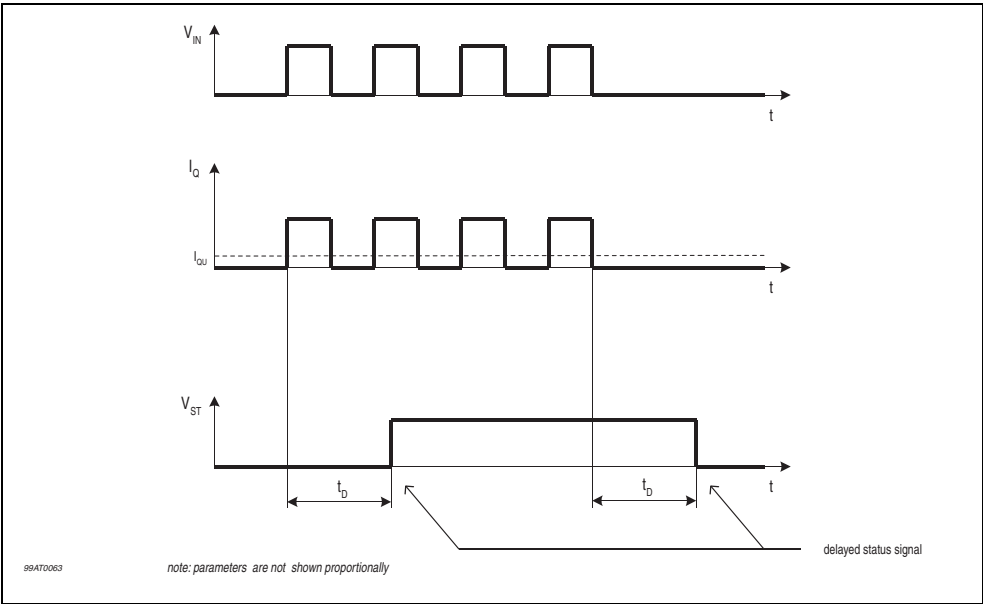 V_IN
t
I_Q
I_QU
t
V_ST
t_D
t_D
t
delayed status signal
99AT0063
note: parameters are not shown proportionally